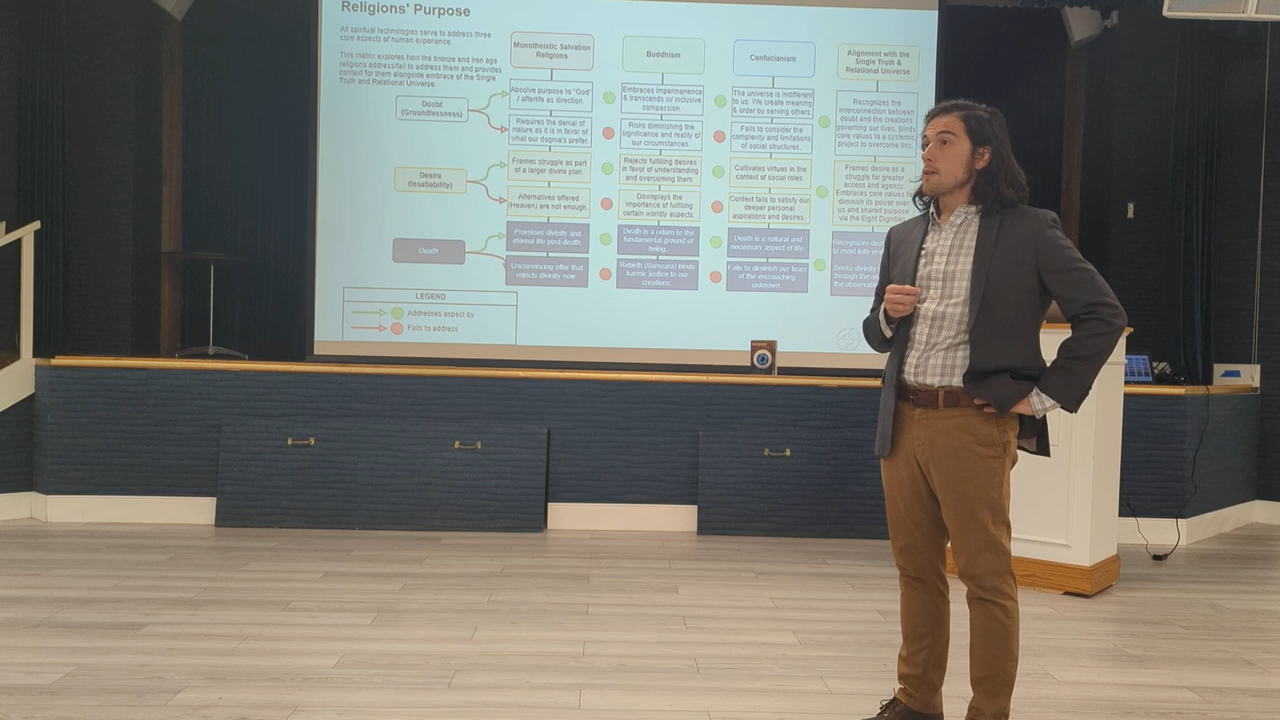 Religions' Purpose
All spiritual technologies serve to address three
core aspects of human experience.
This matrix explores how the bronze and iron age
religions address/fail to address them and provides
context for them alongside embrace of the Single
Truth and Relational Universe.
Monotheistic Salvation
Religions
Buddhism
Confucianism
Alignment with the
Single Truth &
Relational Universe
Doubt
(Groundlessness)
Absolve purpose to "God"
/ afterlife as direction.
Embraces impermanence
& transcends w/ inclusive
compassion.
The universe is indifferent
to us. We create meaning
& order by serving others.
Recognizes the
interconnection between
doubt and the creations
governing our lives. Binds
core values to a systemic
project to overcome this.
Requires the denial of
nature as it is in favor of
what our dogma's prefer.
Risks diminishing the
significance and reality of
our circumstances.
Fails to consider the
complexity and limitations
of social structures.
Desire
(Insatiability)
Frames struggle as part
of a larger divine plan.
Rejects fulfilling desires
in favor of understanding
and overcoming them.
Cultivates virtues in the
context of social roles.
Frames desire as a
struggle for greater
access and agency.
Embraces core values to
diminish its power over
us and shared purpose
via the Eight Dignities
Alternatives offered
(Heaven) are not enough.
Downplays the
importance of fulfilling
certain worldly aspects.
Context fails to satisfy our
deeper personal
aspirations and desires.
Death
Promises divinity and
eternal life post death.
Death is a return to the
fundamental ground of
being.
Death is a natural and
necessary aspect of life.
Recognizes
to most fully
Seeks divinity
through the
the observable
Unconvincing offer that
rejects divinity now.
Rebirth (Samsara) binds
karmic justice to our
creations.
Fails to diminish our fears
of the encroaching
unknown.
LEGEND
Addresses aspect by
Fails to address